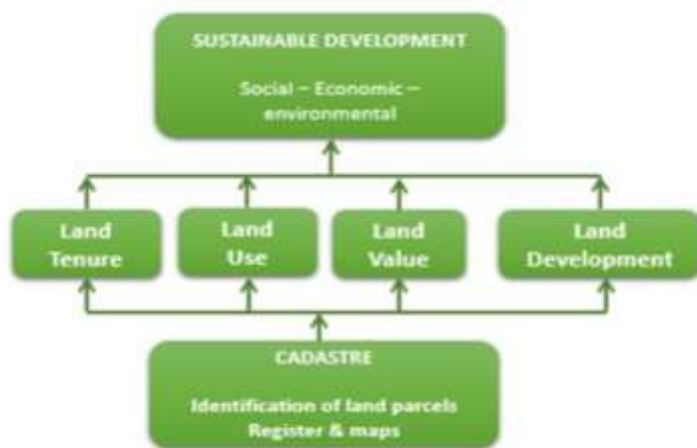 SUSTAINABLE DEVELOPMENT
Social – Economic –
environmental
Land
Tenure
Land
Use
Land
Value
Land
Development
CADASTRE
Identification of land parcels
Register & maps